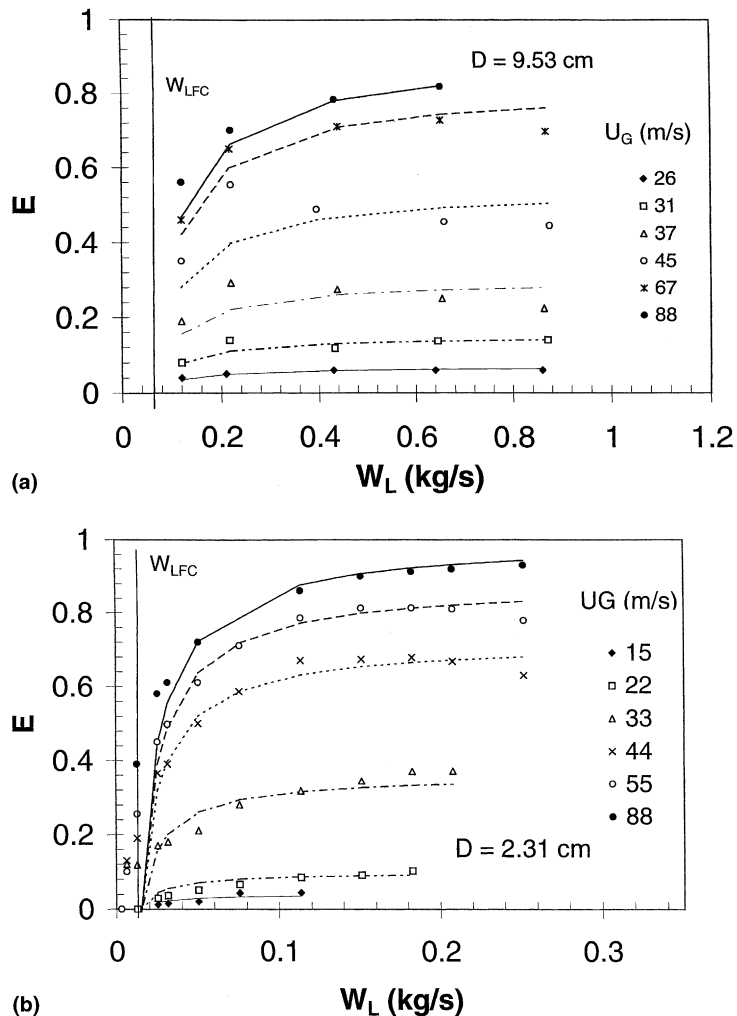 1
D = 9.53 cm
W_LFC
0.8
U_G (m/s)
26
0.6
31
E
37
0.4
45
67
0.2
88
0
0 0.2 0.4 0.6 0.8 1 1.2
(a)
W_L (kg/s)
1
W_LFC
0.8
UG (m/s)
15
0.6
22
E
33
0.4
44
55
0.2
88
D = 2.31 cm
0
0 0.1 0.2 0.3
(b)
W_L (kg/s)